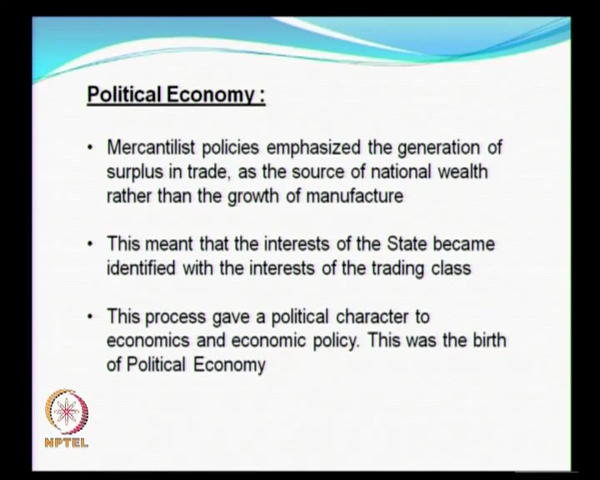 Political Economy :
• Mercantilist policies emphasized the generation of
surplus in trade, as the source of national wealth
rather than the growth of manufacture
• This meant that the interests of the State became
identified with the interests of the trading class
• This process gave a political character to
economics and economic policy. This was the birth
of Political Economy
NPTEL